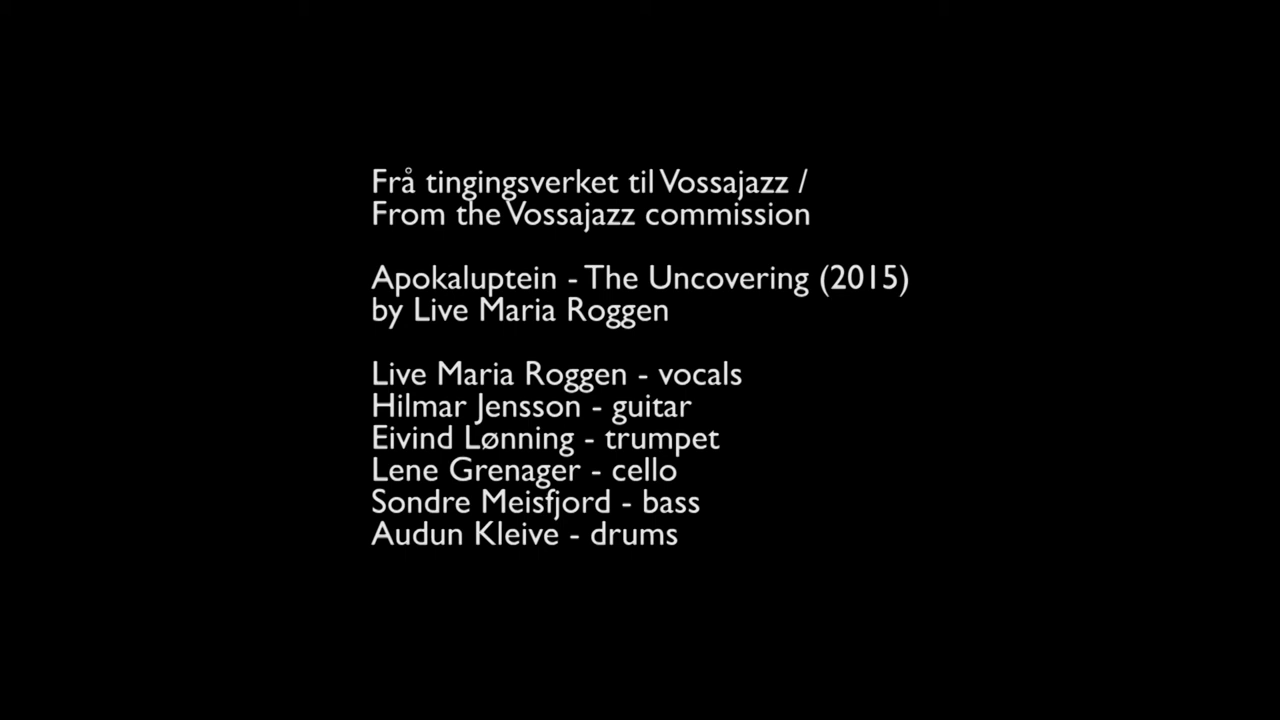 Frå tingingsverket til Vossajazz /
From the Vossajazz commission
Apokaluptein - The Uncovering (2015)
by Live Maria Roggen
Live Maria Roggen - vocals
Hilmar Jensson - guitar
Eivind Lønning - trumpet
Lene Grenager - cello
Sondre Meisfjord - bass
Audun Kleive - drums